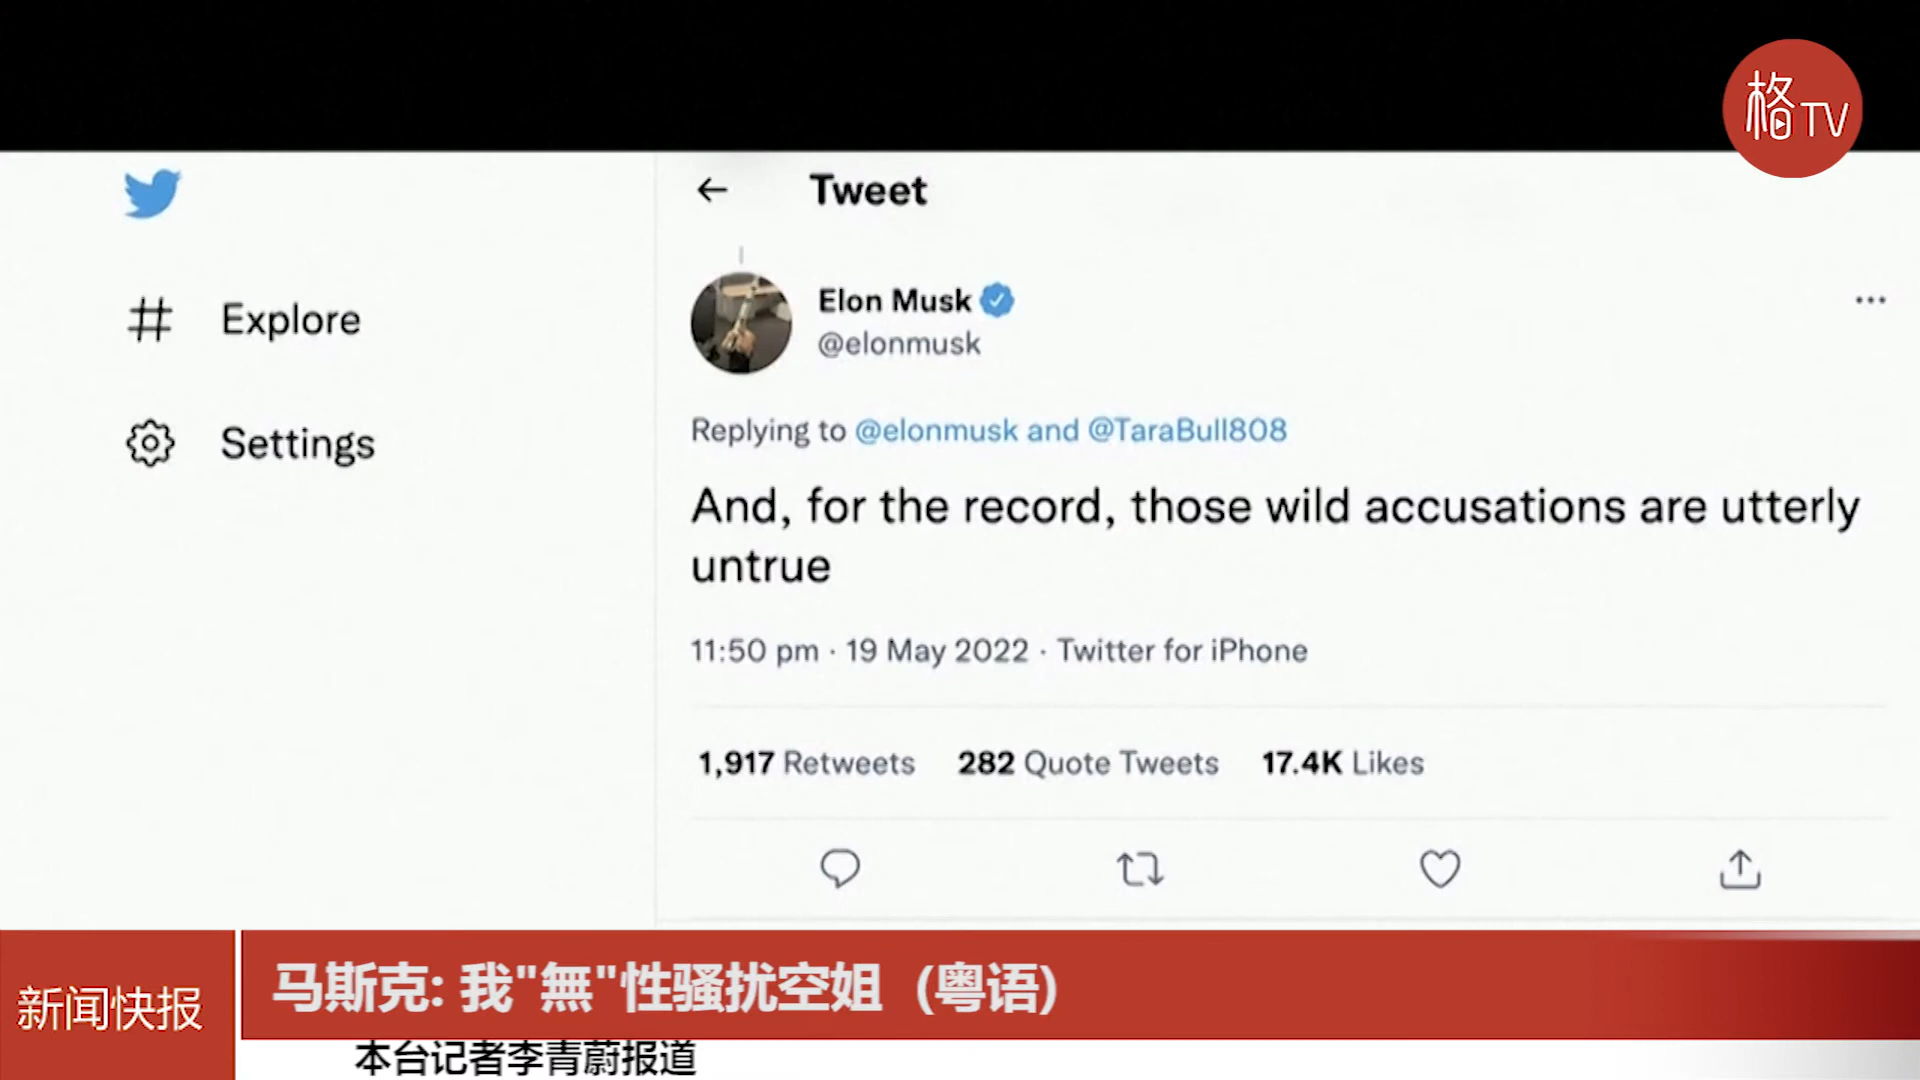 格TV
Tweet
Explore
Settings
Elon Musk
@elonmusk
Replying to @elonmusk and @TaraBull808
And, for the record, those wild accusations are utterly
untrue
11:50 pm · 19 May 2022 · Twitter for iPhone
1,917 Retweets 282 Quote Tweets 17.4K Likes
新闻快报
马斯克: 我"無"性骚扰空姐 (粤语)
本台记者李青蔚报道